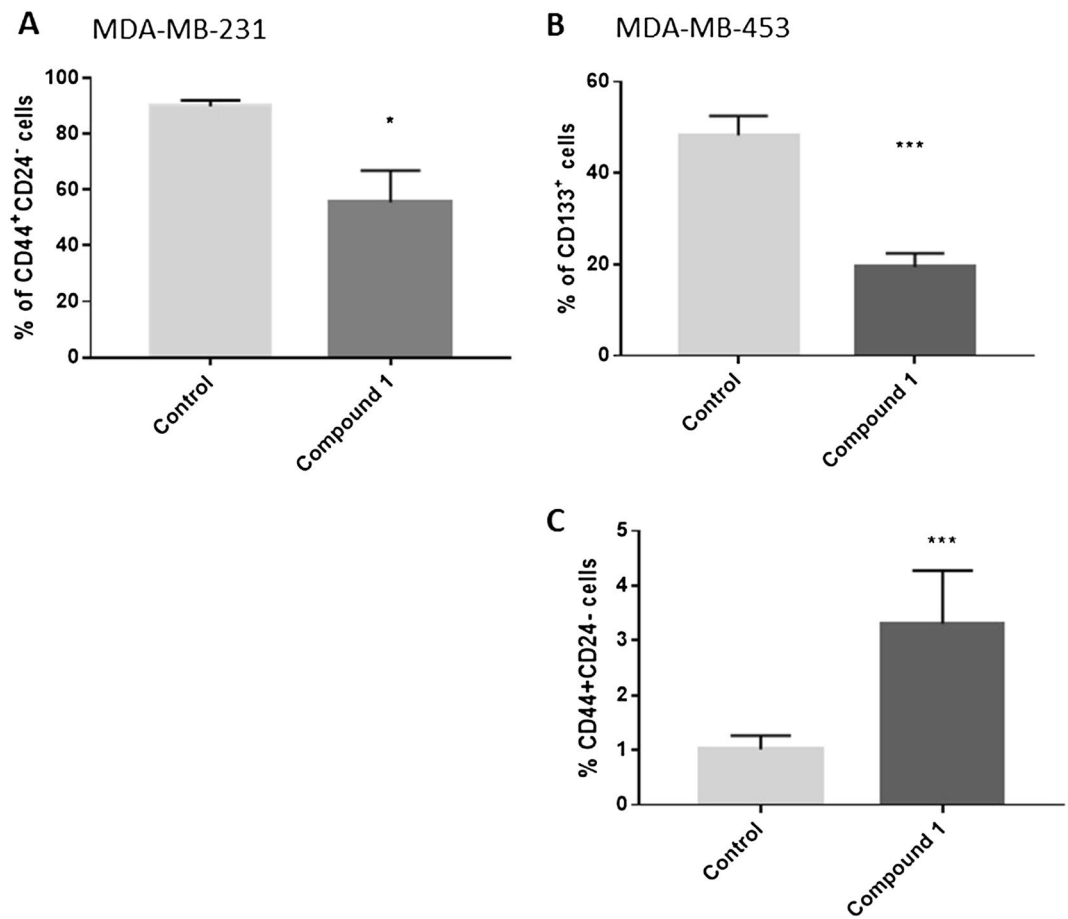 A MDA-MB-231
% of CD44⁺CD24⁻ cells
100
80
60
40
20
0
*
Control
Compound 1
B MDA-MB-453
% of CD133⁺ cells
60
40
20
0
***
Control
Compound 1
C
% CD44+CD24- cells
5
4
3
2
1
0
***
Control
Compound 1